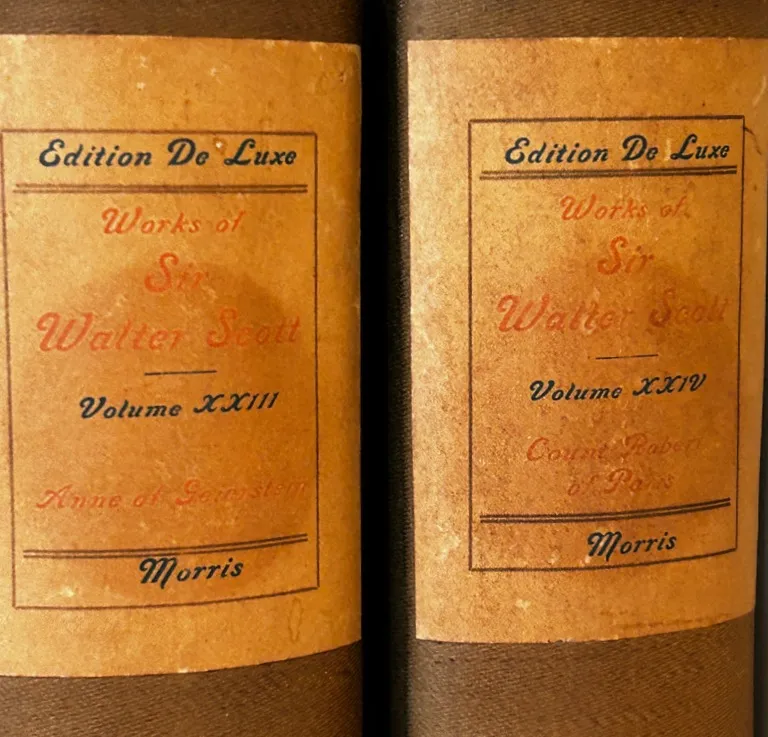 Edition De Luxe
Works of
Sir
Walter Scott
Volume XXIII
Anne of Geierstein
Morris
Edition De Luxe
Works of
Sir
Walter Scott
Volume XXIV
Count Robert
of Paris
Morris